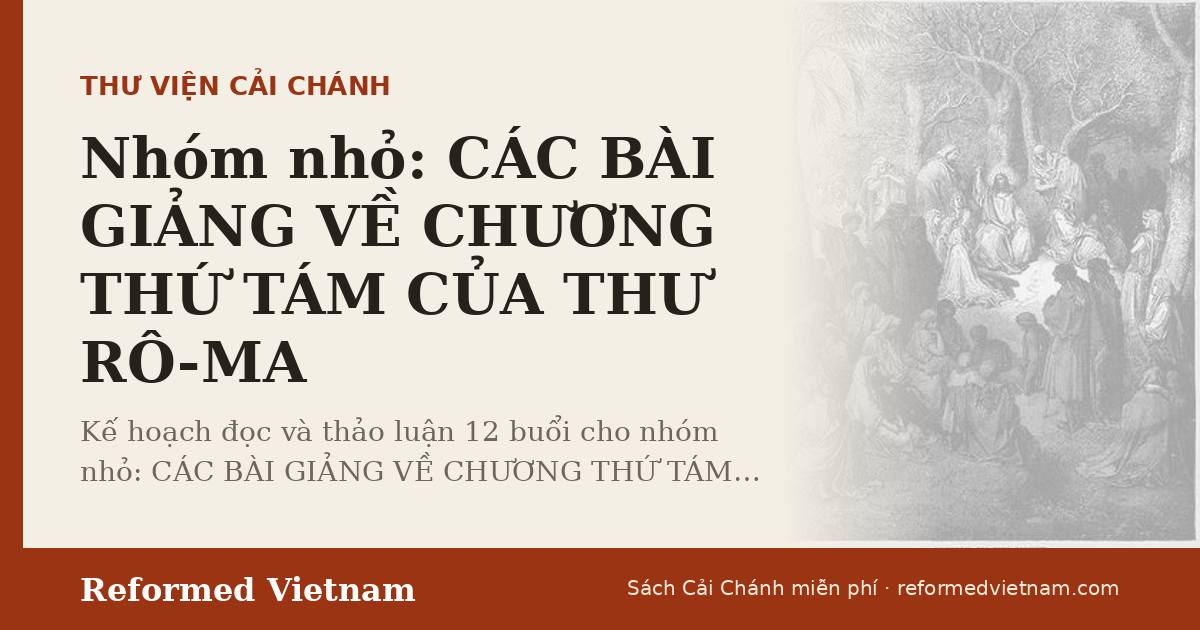 THƯ VIỆN CẢI CHÁNH
Nhóm nhỏ: CÁC BÀI
GIẢNG VỀ CHƯƠNG
THỨ TÁM CỦA THƯ
RÔ-MA
Kế hoạch đọc và thảo luận 12 buổi cho nhóm
nhỏ: CÁC BÀI GIẢNG VỀ CHƯƠNG THỨ TÁM…
Reformed Vietnam
Sách Cải Chánh miễn phí · reformedvietnam.com